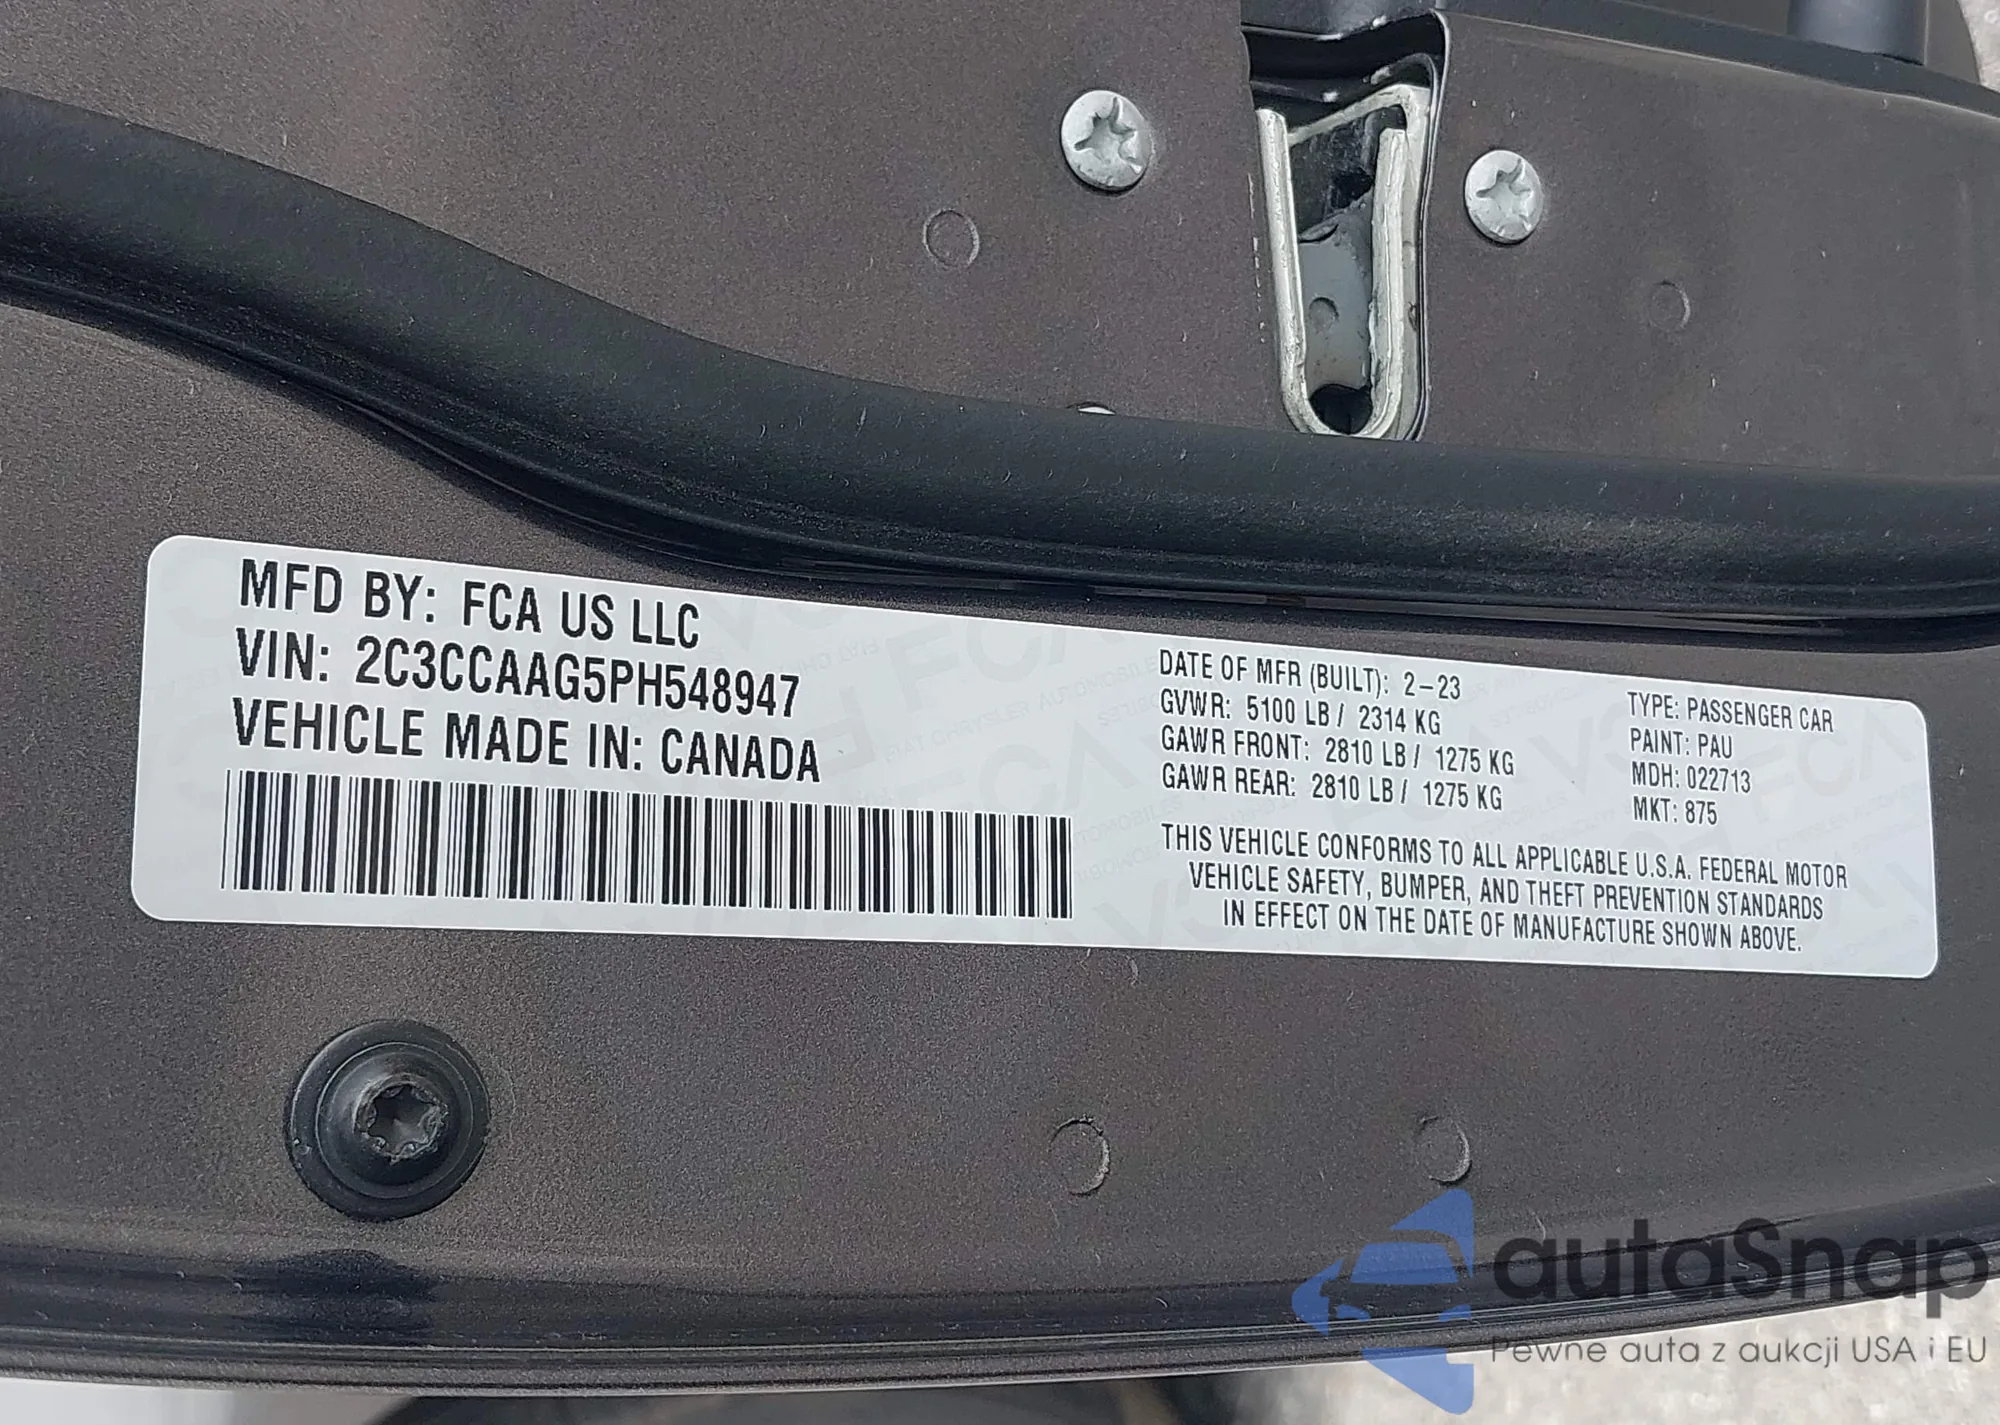 MFD BY: FCA US LLC
VIN: 2C3CCAAG5PH548947
VEHICLE MADE IN: CANADA
DATE OF MFR (BUILT): 2-23
GVWR: 5100 LB / 2314 KG
GAWR FRONT: 2810 LB / 1275 KG
GAWR REAR: 2810 LB / 1275 KG
TYPE: PASSENGER CAR
PAINT: PAU
MDH: 022713
MKT: 875
THIS VEHICLE CONFORMS TO ALL APPLICABLE U.S.A. FEDERAL MOTOR
VEHICLE SAFETY, BUMPER, AND THEFT PREVENTION STANDARDS
IN EFFECT ON THE DATE OF MANUFACTURE SHOWN ABOVE.
autaSnap
Pewne auta z aukcji USA i EU